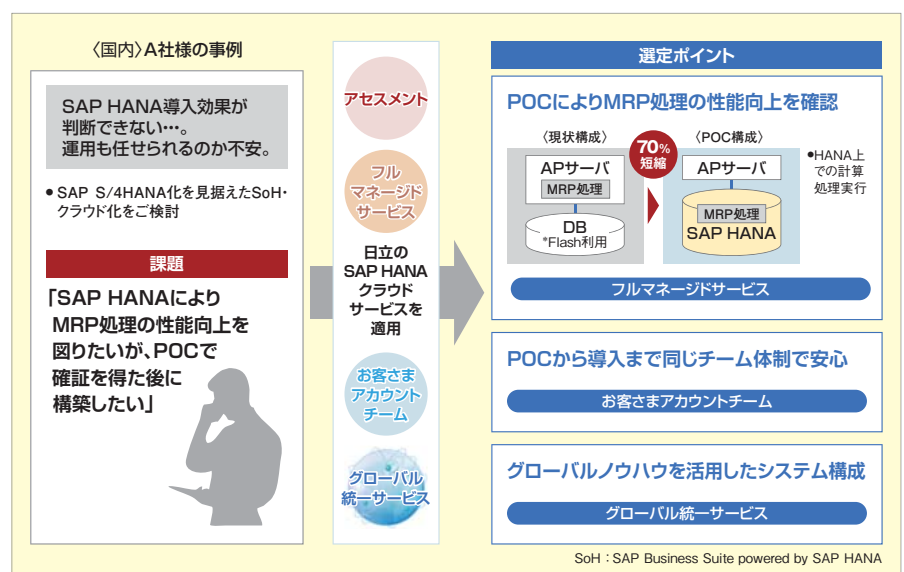 〈国内〉A社様の事例
SAP HANA導入効果が
判断できない…。
運用も任せられるのか不安。
● SAP S/4HANA化を見据えたSoH・
クラウド化をご検討
課題
「SAP HANAにより
MRP処理の性能向上を
図りたいが、POCで
確証を得た後に
構築したい」
アセスメント
フル
マネージド
サービス
日立の
SAP HANA
クラウド
サービスを
適用
お客さま
アカウント
チーム
グローバル
統一サービス
選定ポイント
POCによりMRP処理の性能向上を確認
〈現状構成〉
APサーバ
MRP処理
DB
*Flash利用
70%
短縮
〈POC構成〉
APサーバ
MRP処理
SAP HANA
●HANA上
での計算
処理実行
フルマネージドサービス
POCから導入まで同じチーム体制で安心
お客さまアカウントチーム
グローバルノウハウを活用したシステム構成
グローバル統一サービス
SoH：SAP Business Suite powered by SAP HANA